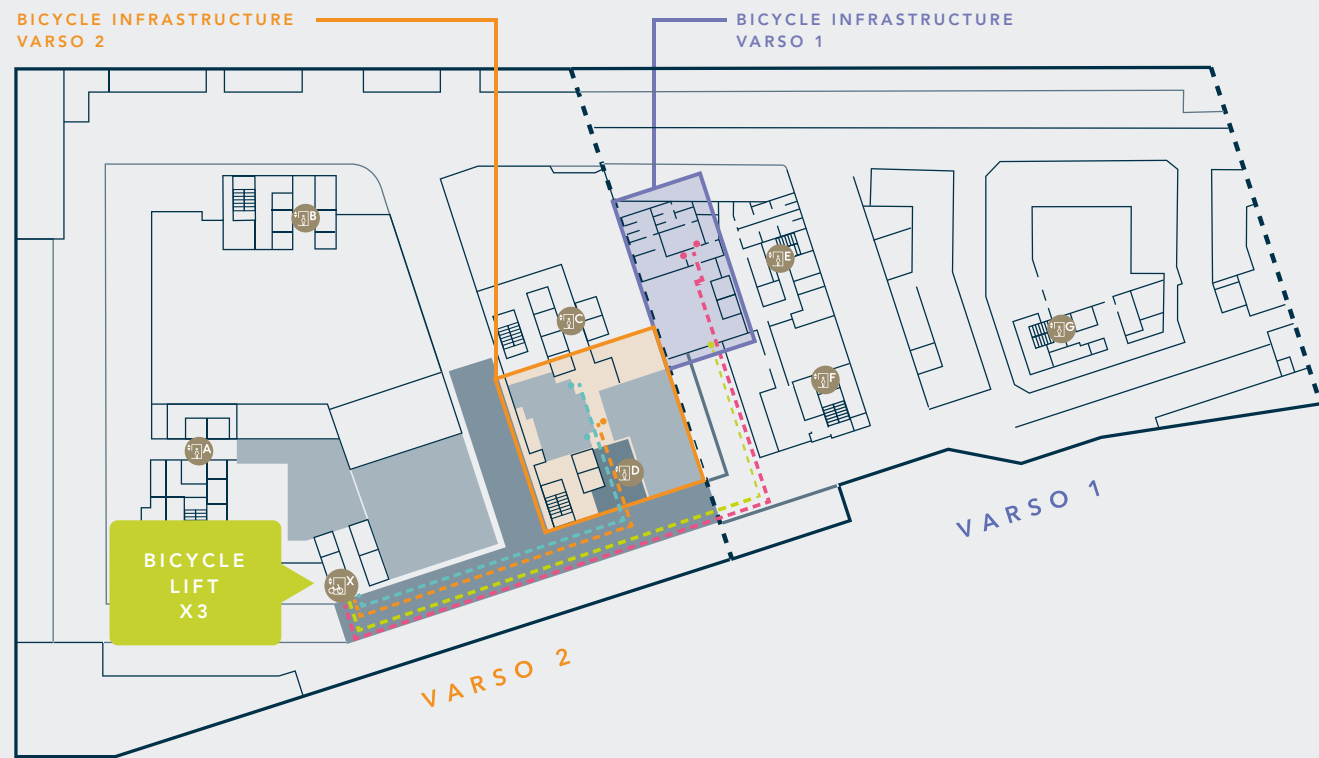 BICYCLE INFRASTRUCTURE
VARSO 2
BICYCLE INFRASTRUCTURE
VARSO 1
B
E
C
G
F
A
D
BICYCLE
LIFT
X3
X
VARSO 1
VARSO 2